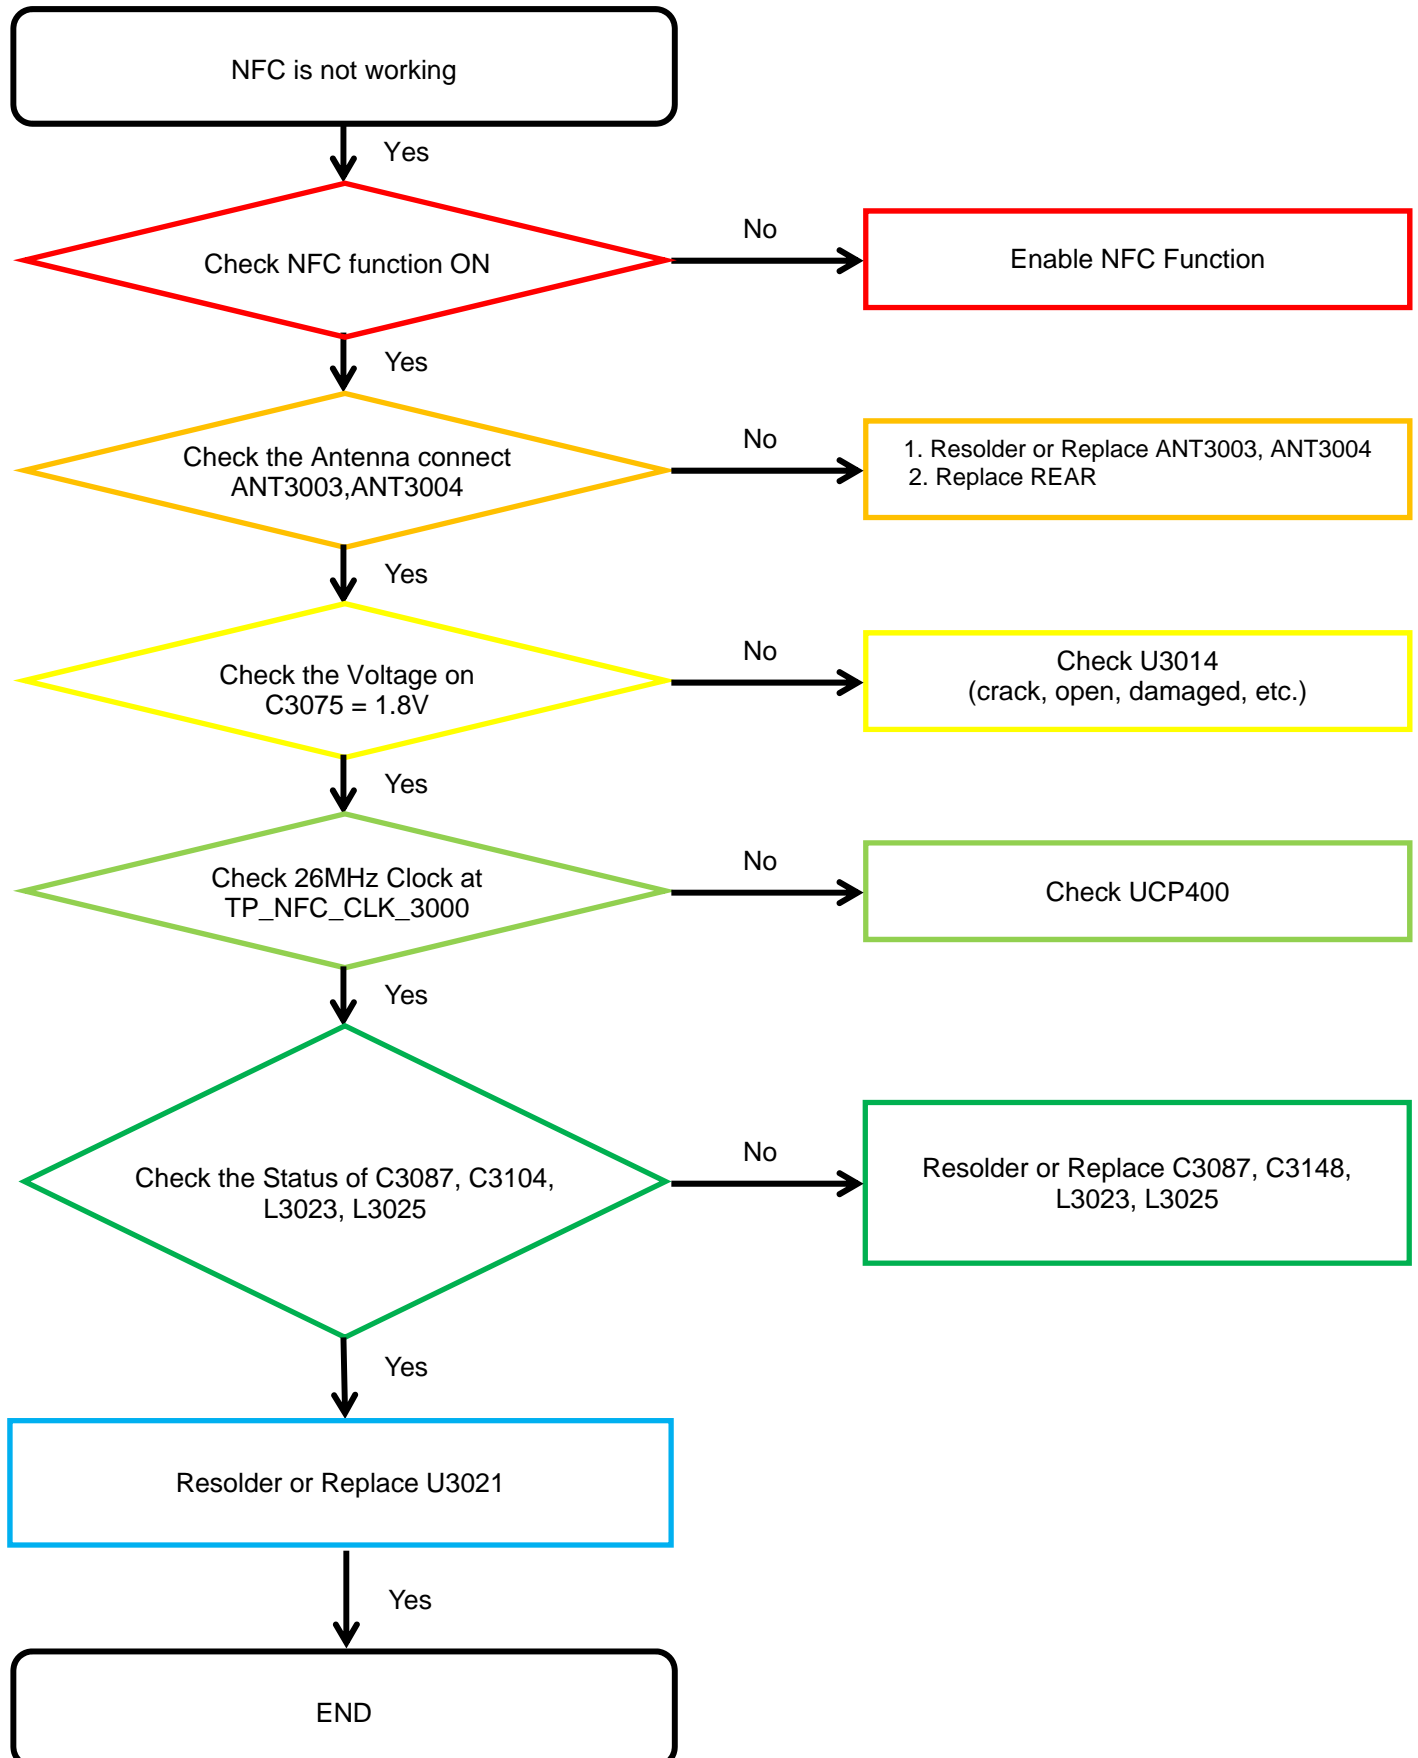 NFC is not working
Yes
Check NFC function ON
No
Enable NFC Function
Yes
Check the Antenna connect
ANT3003,ANT3004
No
1. Resolder or Replace ANT3003, ANT3004
2. Replace REAR
Yes
Check the Voltage on
C3075 = 1.8V
No
Check U3014
(crack, open, damaged, etc.)
Yes
Check 26MHz Clock at
TP_NFC_CLK_3000
No
Check UCP400
Yes
Check the Status of C3087, C3104,
L3023, L3025
No
Resolder or Replace C3087, C3148,
L3023, L3025
Yes
Resolder or Replace U3021
Yes
END